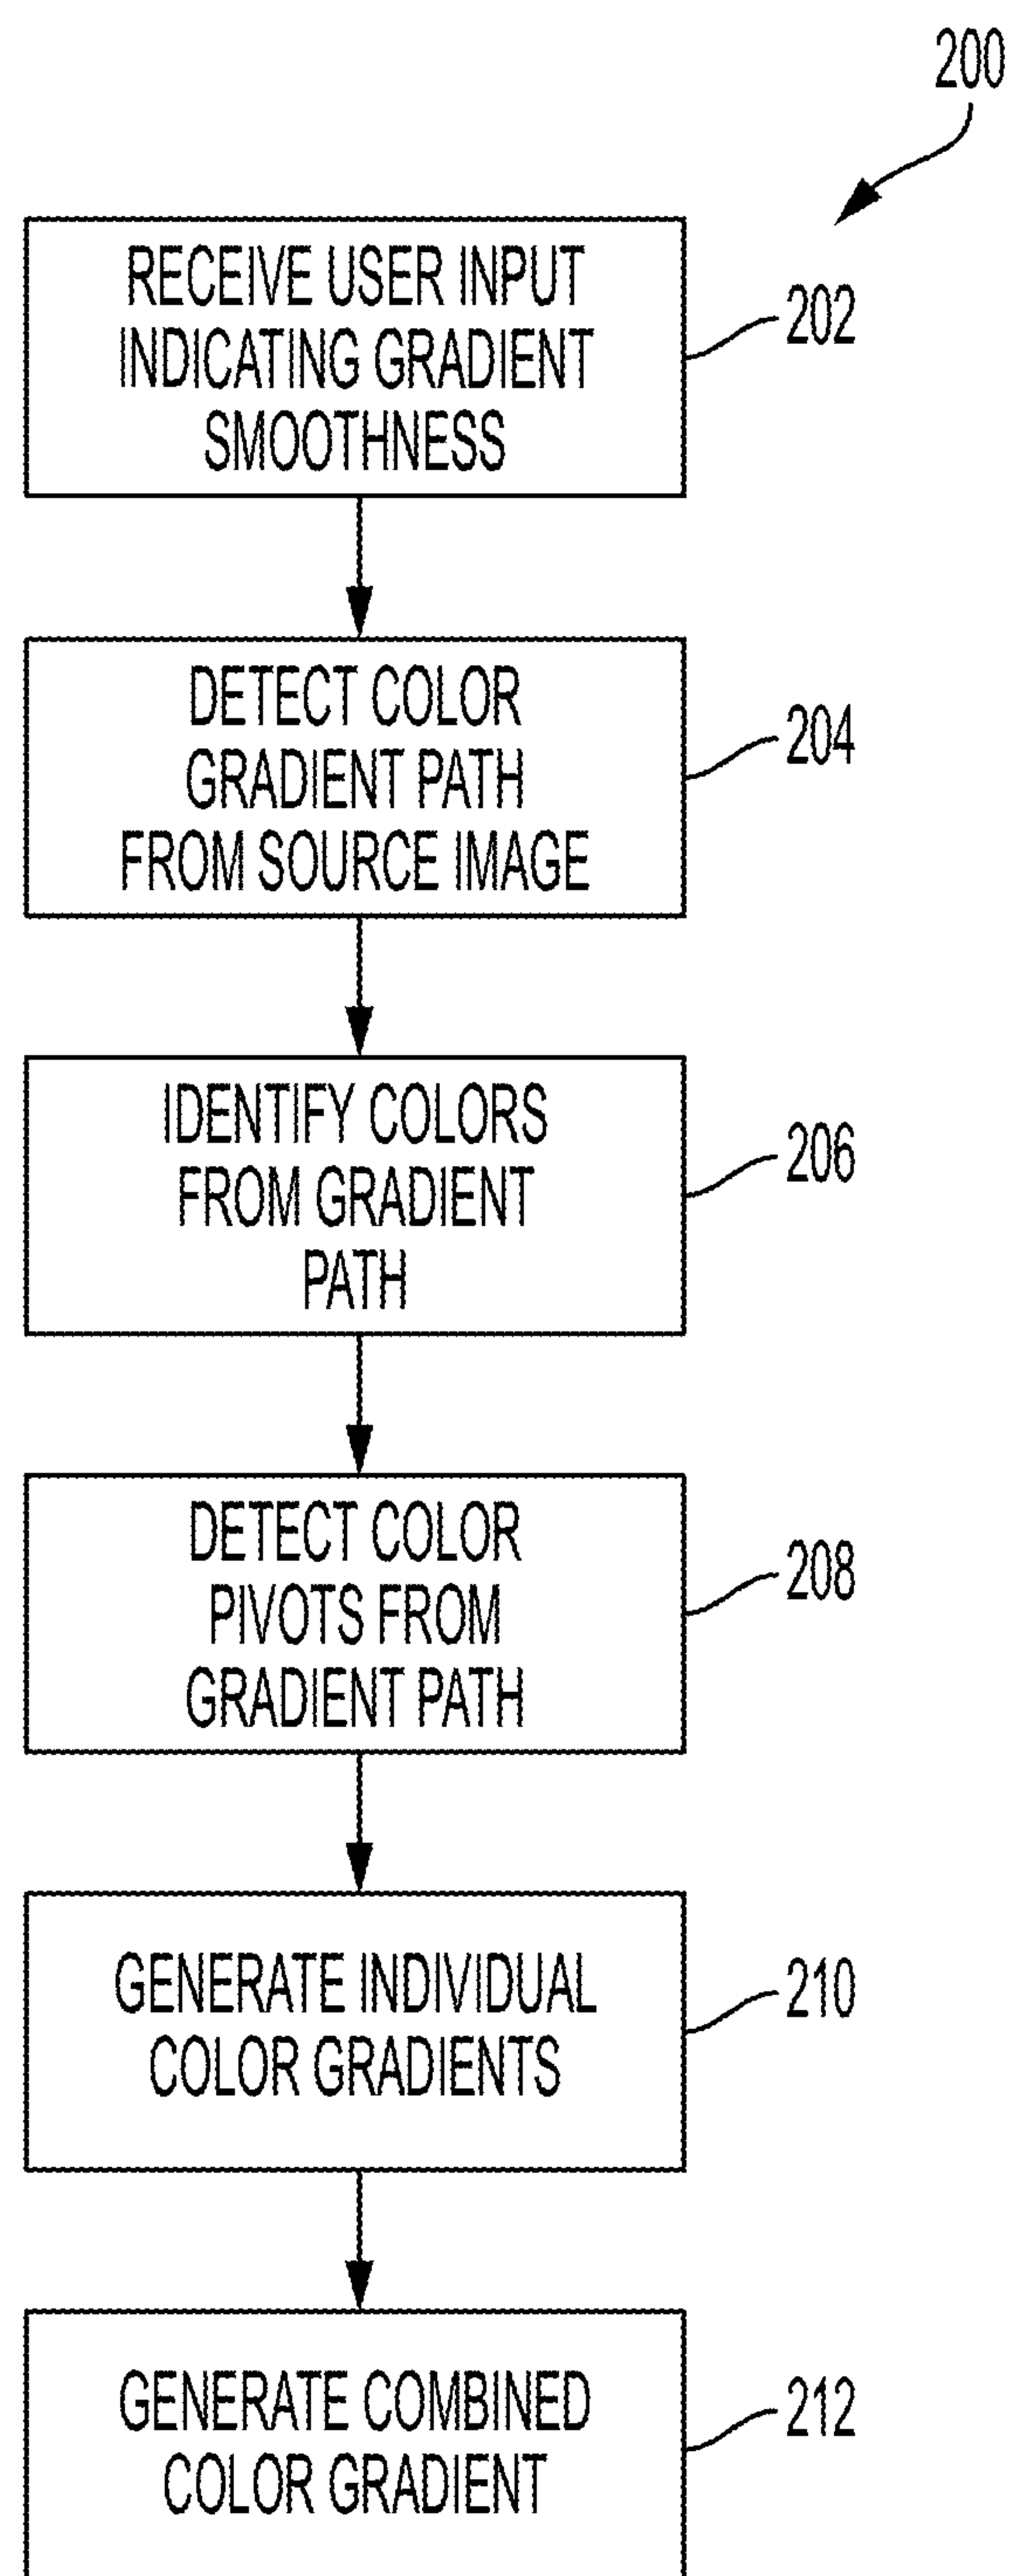 200
RECEIVE USER INPUT
INDICATING GRADIENT
SMOOTHNESS
202
DETECT COLOR
GRADIENT PATH
FROM SOURCE IMAGE
204
IDENTIFY COLORS
FROM GRADIENT
PATH
206
DETECT COLOR
PIVOTS FROM
GRADIENT PATH
208
GENERATE INDIVIDUAL
COLOR GRADIENTS
210
GENERATE COMBINED
COLOR GRADIENT
212